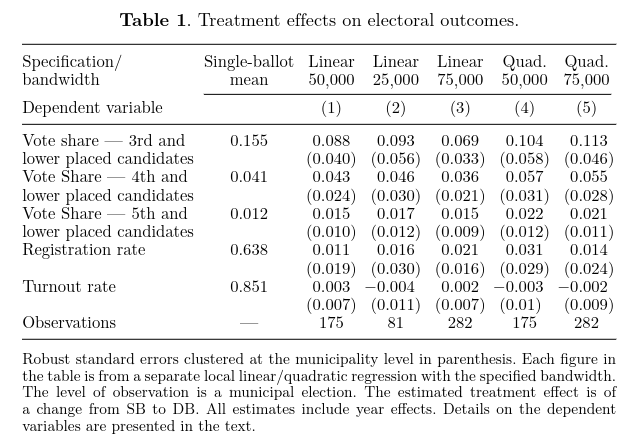 Table 1. Treatment effects on electoral outcomes.
Specification/ Single-ballot Linear Linear Linear Quad. Quad.
bandwidth mean 50,000 25,000 75,000 50,000 75,000
Dependent variable (1) (2) (3) (4) (5)
Vote share — 3rd and 0.155 0.088 0.093 0.069 0.104 0.113
lower placed candidates (0.040) (0.056) (0.033) (0.058) (0.046)
Vote Share — 4th and 0.041 0.043 0.046 0.036 0.057 0.055
lower placed candidates (0.024) (0.030) (0.021) (0.031) (0.028)
Vote Share — 5th and 0.012 0.015 0.017 0.015 0.022 0.021
lower placed candidates (0.010) (0.012) (0.009) (0.012) (0.011)
Registration rate 0.638 0.011 0.016 0.021 0.031 0.014
(0.019) (0.030) (0.016) (0.029) (0.024)
Turnout rate 0.851 0.003 −0.004 0.002 −0.003 −0.002
(0.007) (0.011) (0.007) (0.01) (0.009)
Observations — 175 81 282 175 282
Robust standard errors clustered at the municipality level in parenthesis. Each figure in
the table is from a separate local linear/quadratic regression with the specified bandwidth.
The level of observation is a municipal election. The estimated treatment effect is of
a change from SB to DB. All estimates include year effects. Details on the dependent
variables are presented in the text.